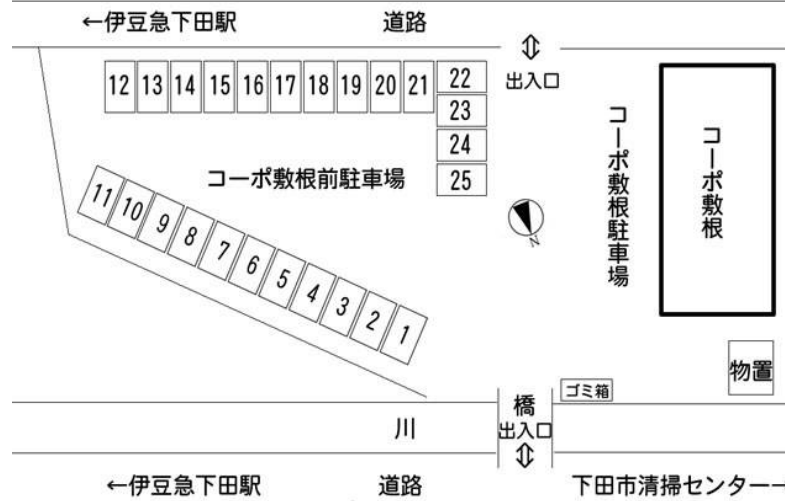 ←伊豆急下田駅 道路
出入口
12 13 14 15 16 17 18 19 20 21
22
23
24
25
コーポ敷根前駐車場
コーポ敷根駐車場
コーポ敷根
N
11 10 9 8 7 6 5 4 3 2 1
物置
ゴミ箱
橋
出入口
川
←伊豆急下田駅 道路 下田市清掃センター→